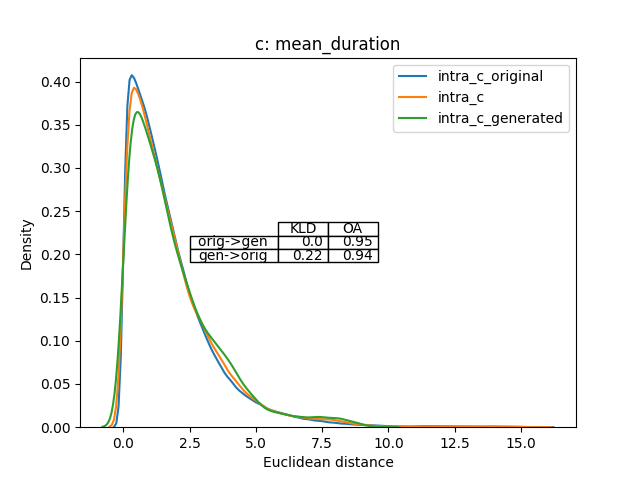 c: mean_duration
intra_c_original
intra_c
intra_c_generated
KLD OA
orig->gen 0.0 0.95
gen->orig 0.22 0.94
Density
0.40
0.35
0.30
0.25
0.20
0.15
0.10
0.05
0.00
0.0 2.5 5.0 7.5 10.0 12.5 15.0
Euclidean distance